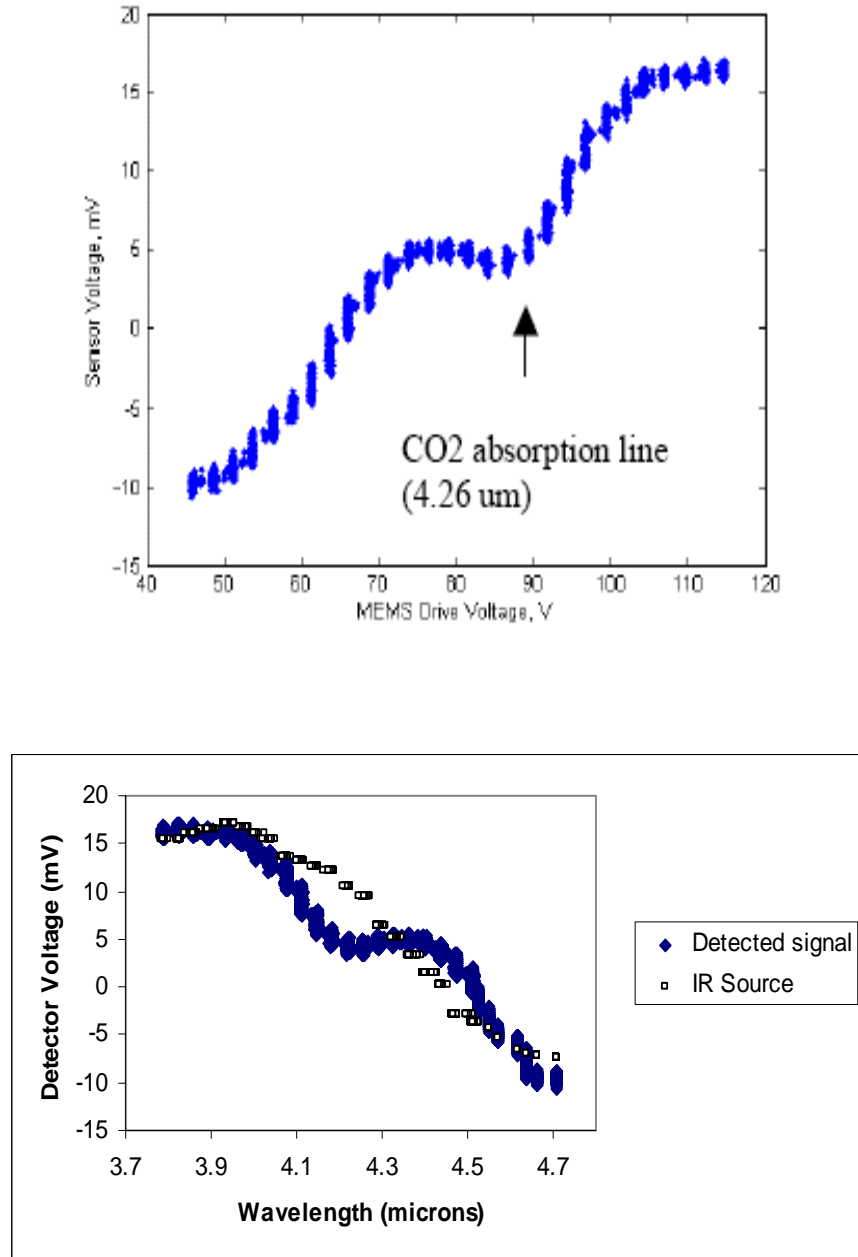 20
15
10
5
0
-5
-10
-15
40 50 60 70 80 90 100 110 120
Sensor Voltage, mV
MEMS Drive Voltage, V
CO2 absorption line
(4.26 um)
20
15
10
5
0
-5
-10
-15
3.7 3.9 4.1 4.3 4.5 4.7
Detector Voltage (mV)
Wavelength (microns)
Detected signal
IR Source